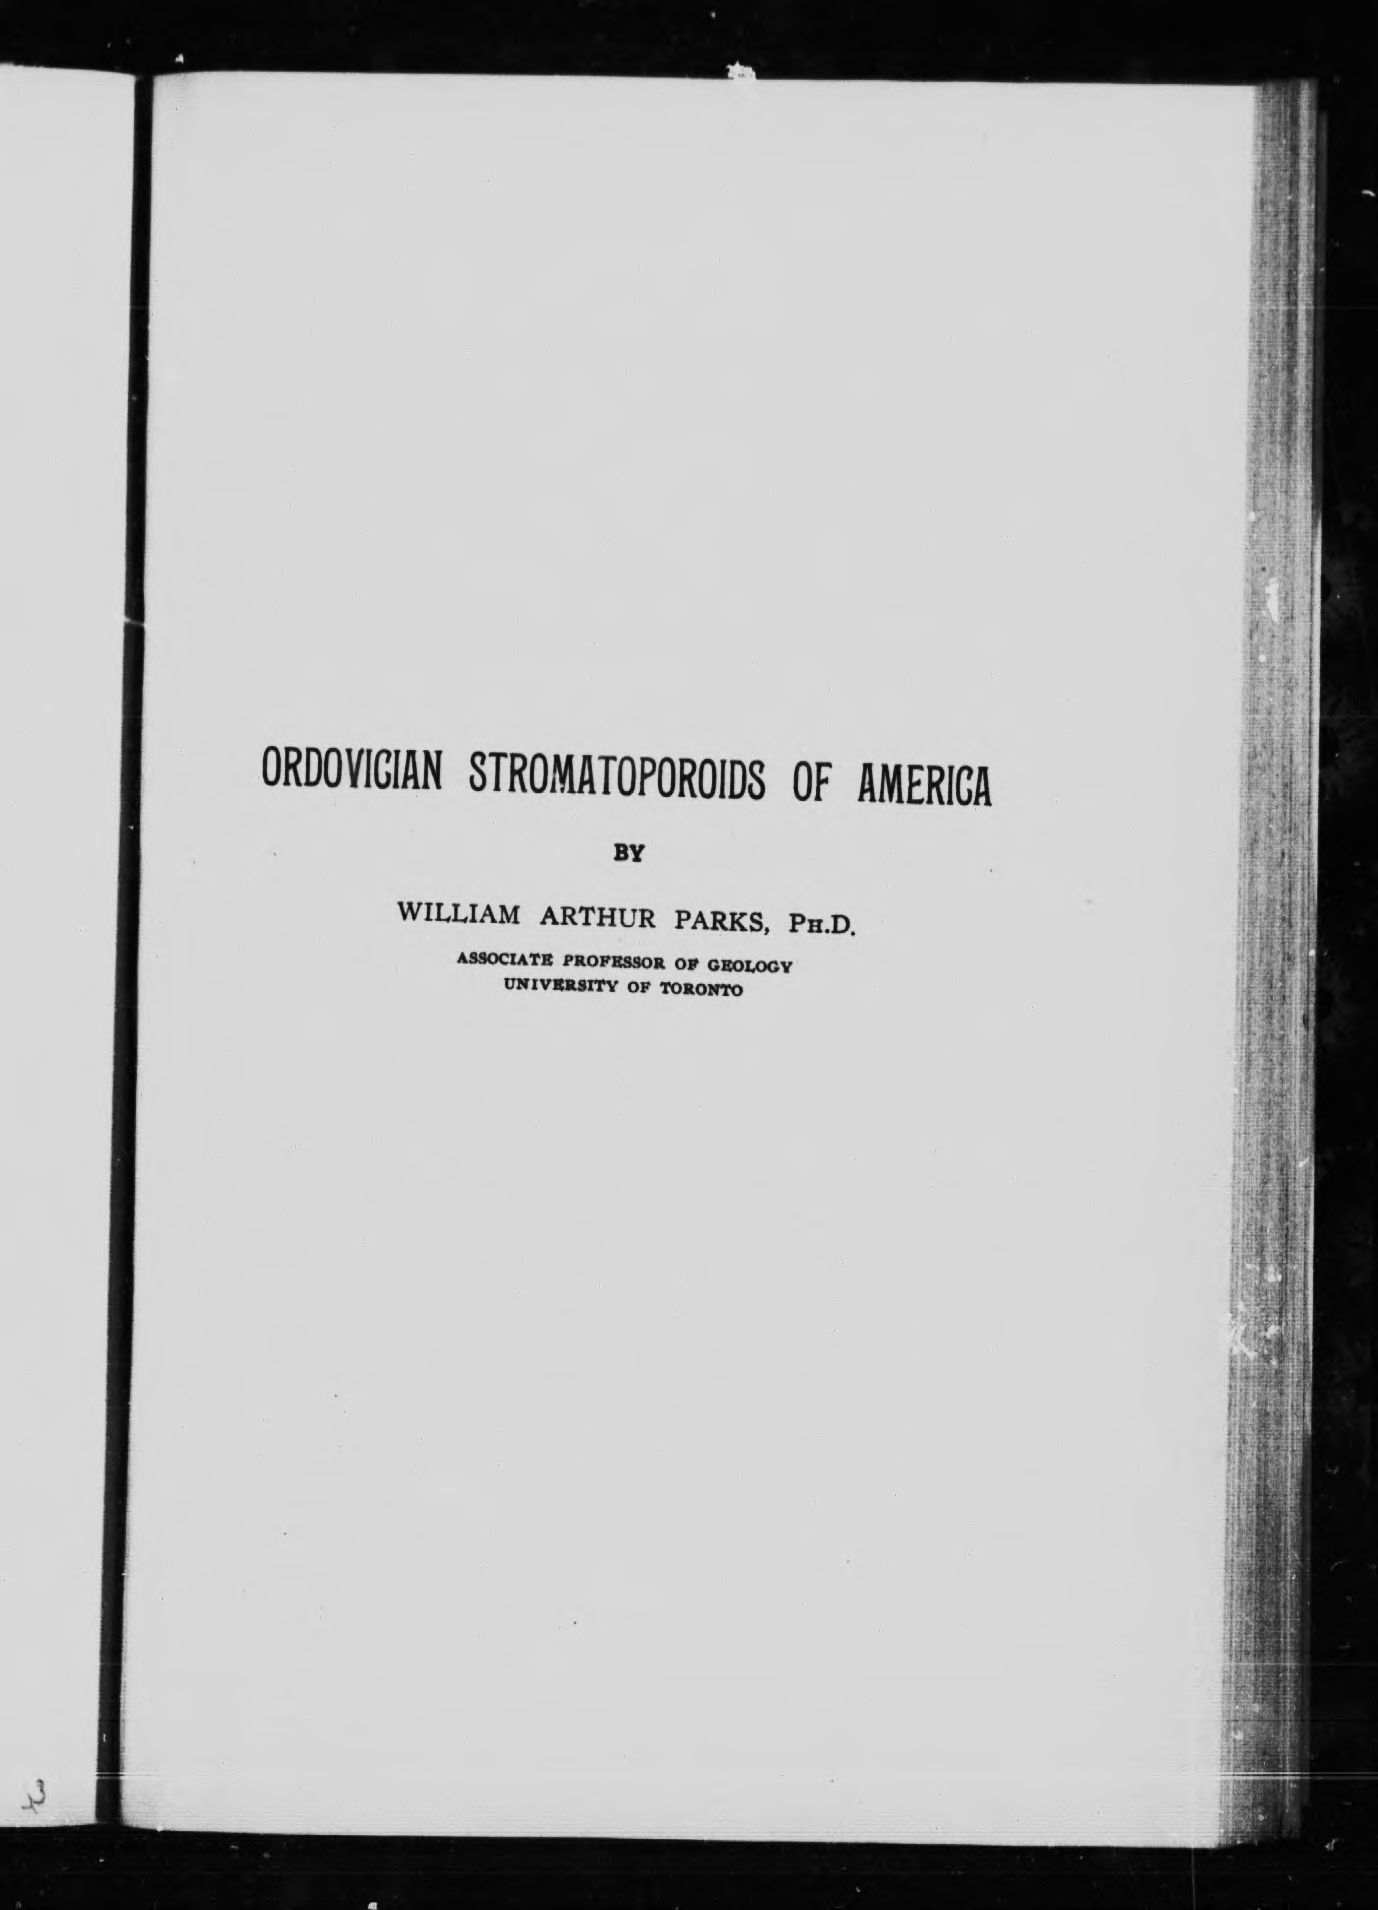 ORDOVICIAN STROMATOPOROIDS OF AMERICA
BY
WILLIAM ARTHUR PARKS, PH.D.
ASSOCIATE PROFESSOR OF GEOLOGY
UNIVERSITY OF TORONTO